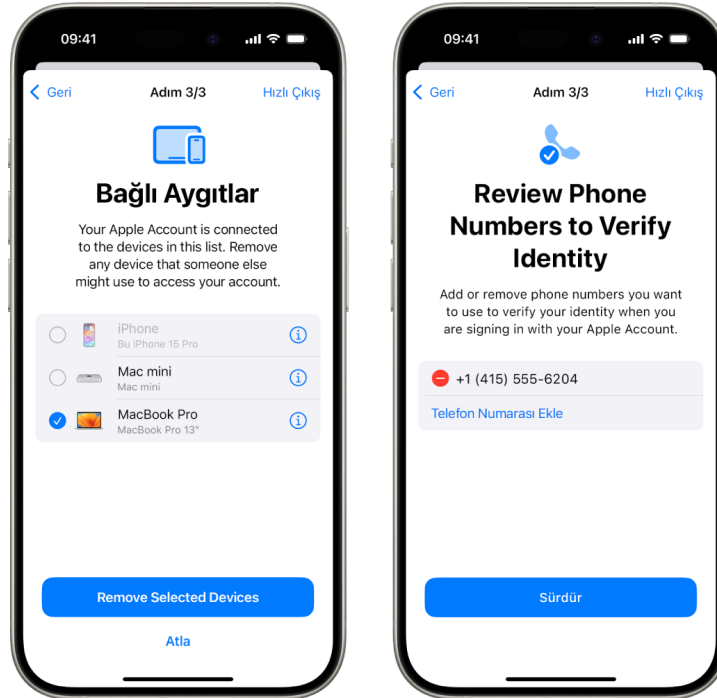 09:41
Geri
Adım 3/3
Hızlı Çıkış
Bağlı Aygıtlar
Your Apple Account is connected
to the devices in this list. Remove
any device that someone else
might use to access your account.
iPhone
Bu iPhone 15 Pro
Mac mini
Mac mini
MacBook Pro
MacBook Pro 13"
Remove Selected Devices
Atla
09:41
Geri
Adım 3/3
Hızlı Çıkış
Review Phone
Numbers to Verify
Identity
Add or remove phone numbers you want
to use to verify your identity when you
are signing in with your Apple Account.
+1 (415) 555-6204
Telefon Numarası Ekle
Sürdür